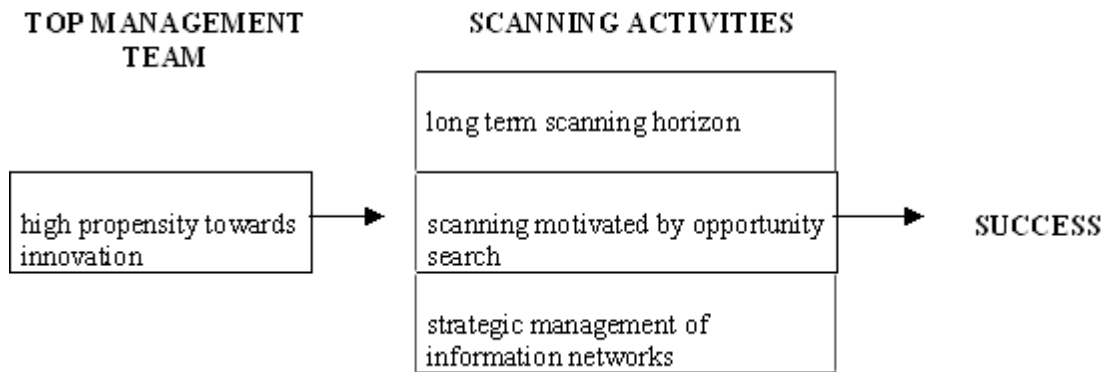 TOP MANAGEMENT
TEAM
SCANNING ACTIVITIES
long term scanning horizon
high propensity towards
innovation
scanning motivated by opportunity
search
SUCCESS
strategic management of
information networks